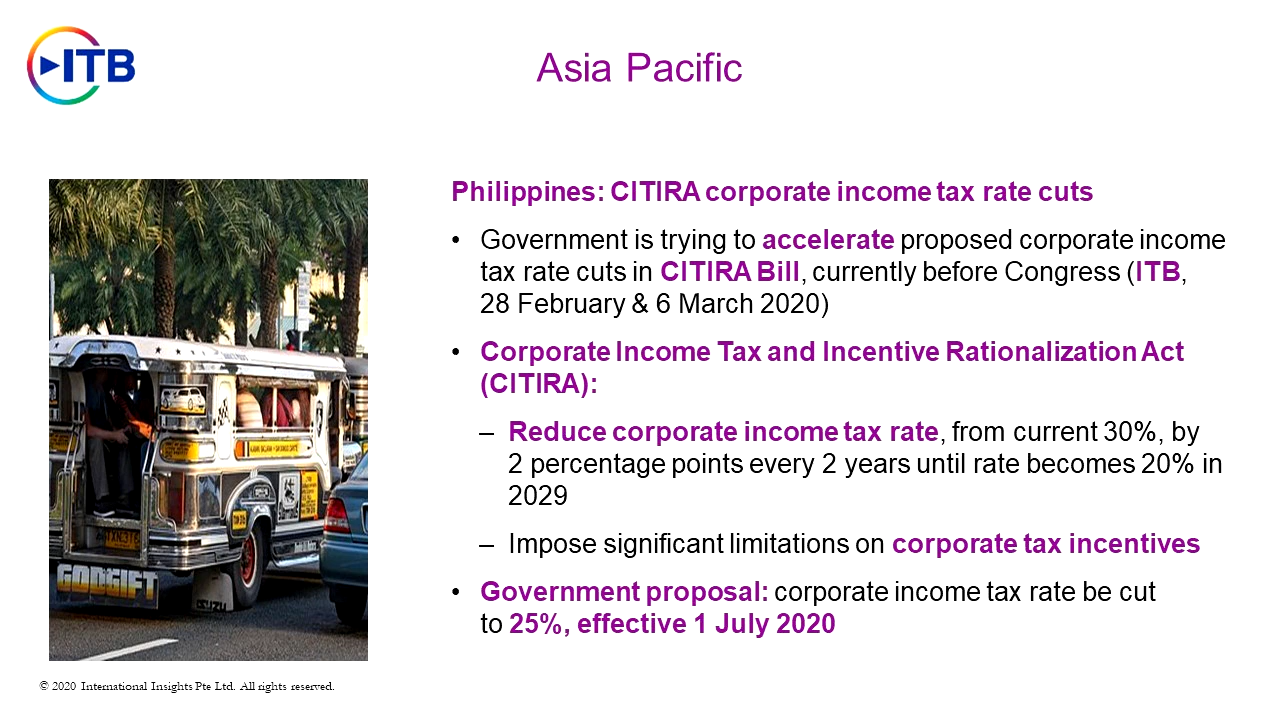 ITB
Asia Pacific
Philippines: CITIRA corporate income tax rate cuts
• Government is trying to accelerate proposed corporate income
tax rate cuts in CITIRA Bill, currently before Congress (ITB,
28 February & 6 March 2020)
• Corporate Income Tax and Incentive Rationalization Act
(CITIRA):
– Reduce corporate income tax rate, from current 30%, by
2 percentage points every 2 years until rate becomes 20% in
2029
– Impose significant limitations on corporate tax incentives
• Government proposal: corporate income tax rate be cut
to 25%, effective 1 July 2020
GODGIFT
ISUZU
© 2020 International Insights Pte Ltd. All rights reserved.